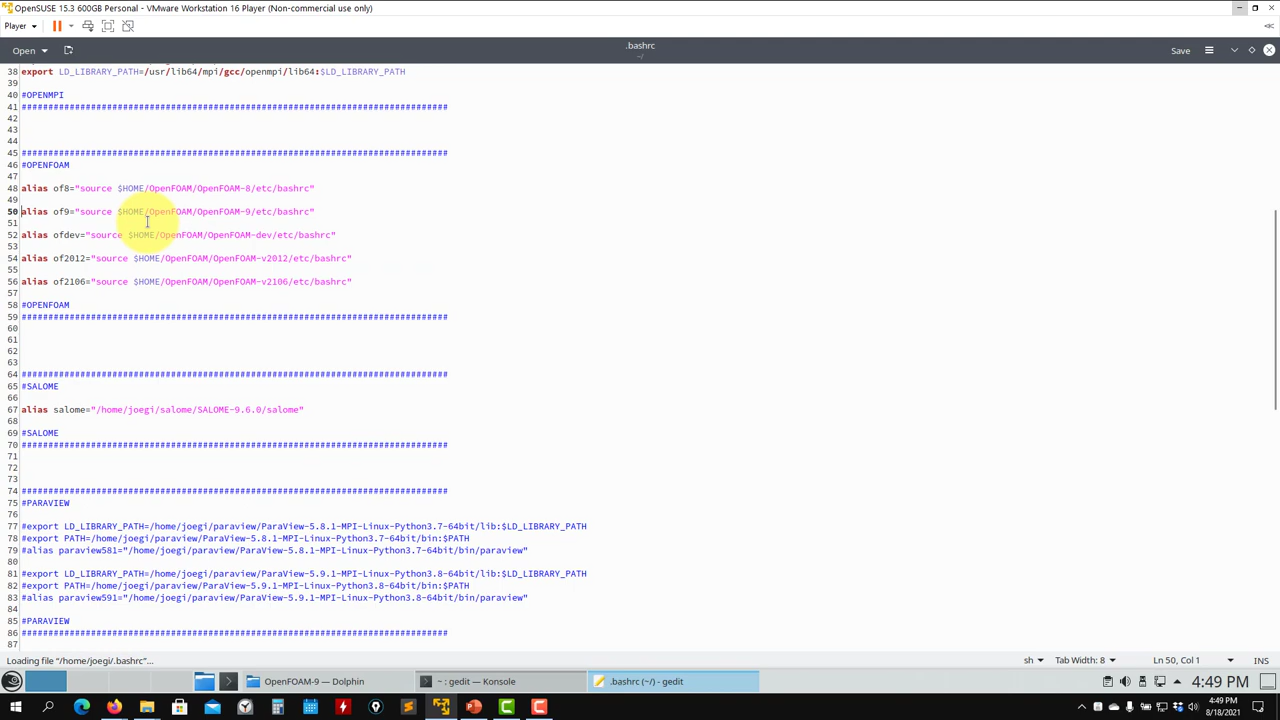 OpenSUSE 15.3 600GB Personal - VMware Workstation 16 Player (Non-commercial use only)
Player
Open
.bashrc
~/
Save
38 export LD_LIBRARY_PATH=/usr/lib64/mpi/gcc/openmpi/lib64:$LD_LIBRARY_PATH
39
40 #OPENMPI
41 ################################################################################
42
43
44
45 ################################################################################
46 #OPENFOAM
47
48 alias of8="source $HOME/OpenFOAM/OpenFOAM-8/etc/bashrc"
49
50 alias of9="source $HOME/OpenFOAM/OpenFOAM-9/etc/bashrc"
51
52 alias ofdev="source $HOME/OpenFOAM/OpenFOAM-dev/etc/bashrc"
53
54 alias of2012="source $HOME/OpenFOAM/OpenFOAM-v2012/etc/bashrc"
55
56 alias of2106="source $HOME/OpenFOAM/OpenFOAM-v2106/etc/bashrc"
57
58 #OPENFOAM
59 ################################################################################
60
61
62
63
64 ################################################################################
65 #SALOME
66
67 alias salome="/home/joegi/salome/SALOME-9.6.0/salome"
68
69 #SALOME
70 ################################################################################
71
72
73
74 ################################################################################
75 #PARAVIEW
76
77 #export LD_LIBRARY_PATH=/home/joegi/paraview/ParaView-5.8.1-MPI-Linux-Python3.7-64bit/lib:$LD_LIBRARY_PATH
78 #export PATH=/home/joegi/paraview/ParaView-5.8.1-MPI-Linux-Python3.7-64bit/bin:$PATH
79 #alias paraview581="/home/joegi/paraview/ParaView-5.8.1-MPI-Linux-Python3.7-64bit/bin/paraview"
80
81 #export LD_LIBRARY_PATH=/home/joegi/paraview/ParaView-5.9.1-MPI-Linux-Python3.8-64bit/lib:$LD_LIBRARY_PATH
82 #export PATH=/home/joegi/paraview/ParaView-5.9.1-MPI-Linux-Python3.8-64bit/bin:$PATH
83 #alias paraview591="/home/joegi/paraview/ParaView-5.9.1-MPI-Linux-Python3.8-64bit/bin/paraview"
84
85 #PARAVIEW
86 ################################################################################
87
Loading file “/home/joegi/.bashrc”… sh Tab Width: 8 Ln 50, Col 1 INS
OpenFOAM-9 — Dolphin ~ : gedit — Konsole .bashrc (~/) — gedit 4:49 PM
4:49 PM
8/18/2021